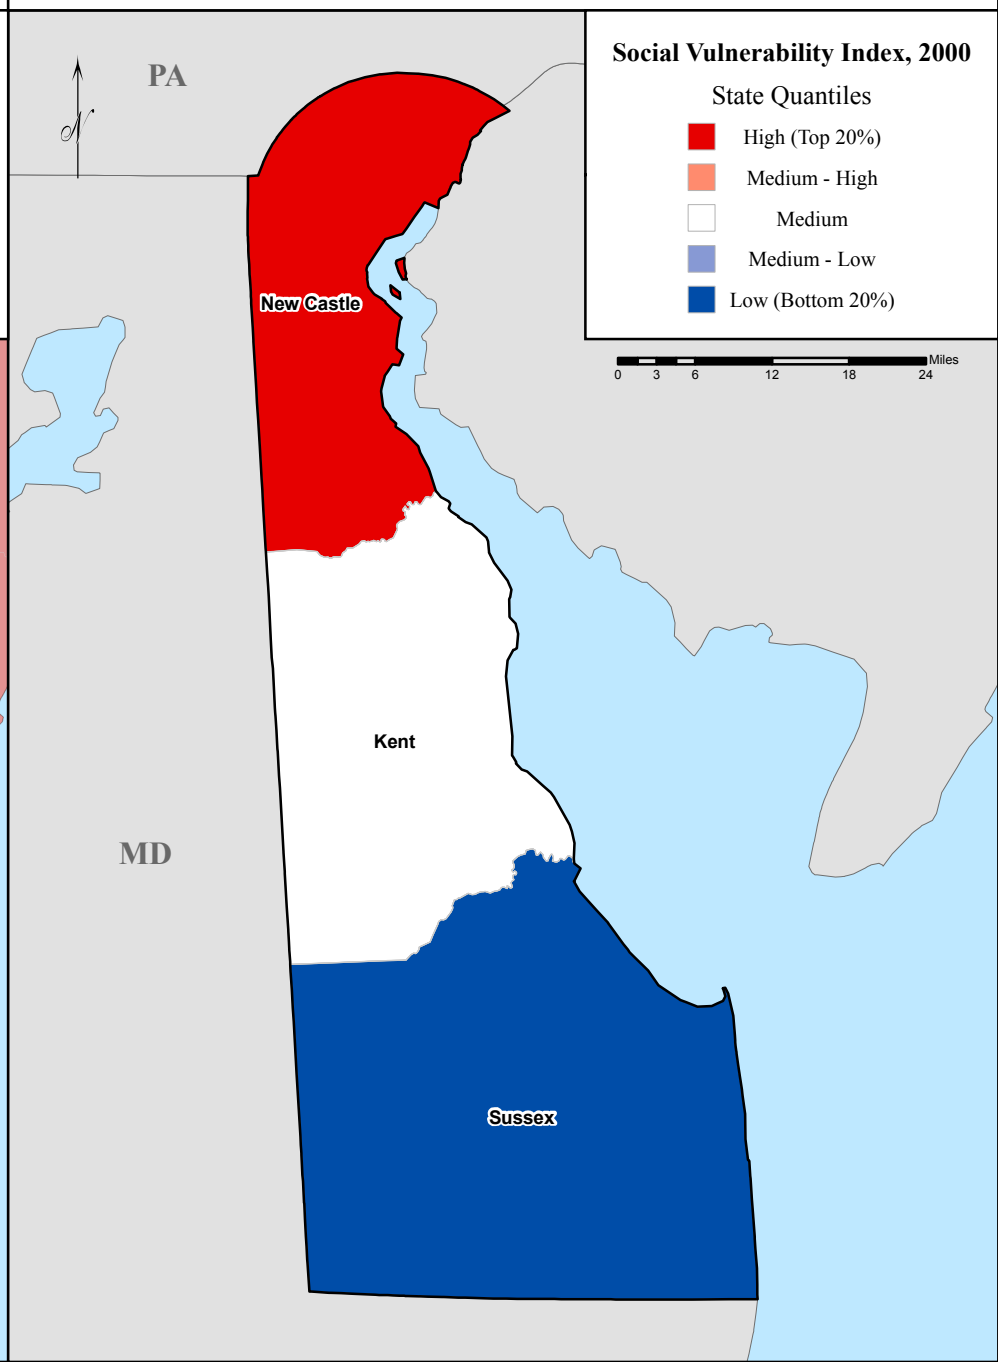 PA
N
Social Vulnerability Index, 2000
State Quantiles
High (Top 20%)
Medium - High
Medium
Medium - Low
Low (Bottom 20%)
New Castle
Miles
0 3 6 12 18 24
Kent
MD
Sussex